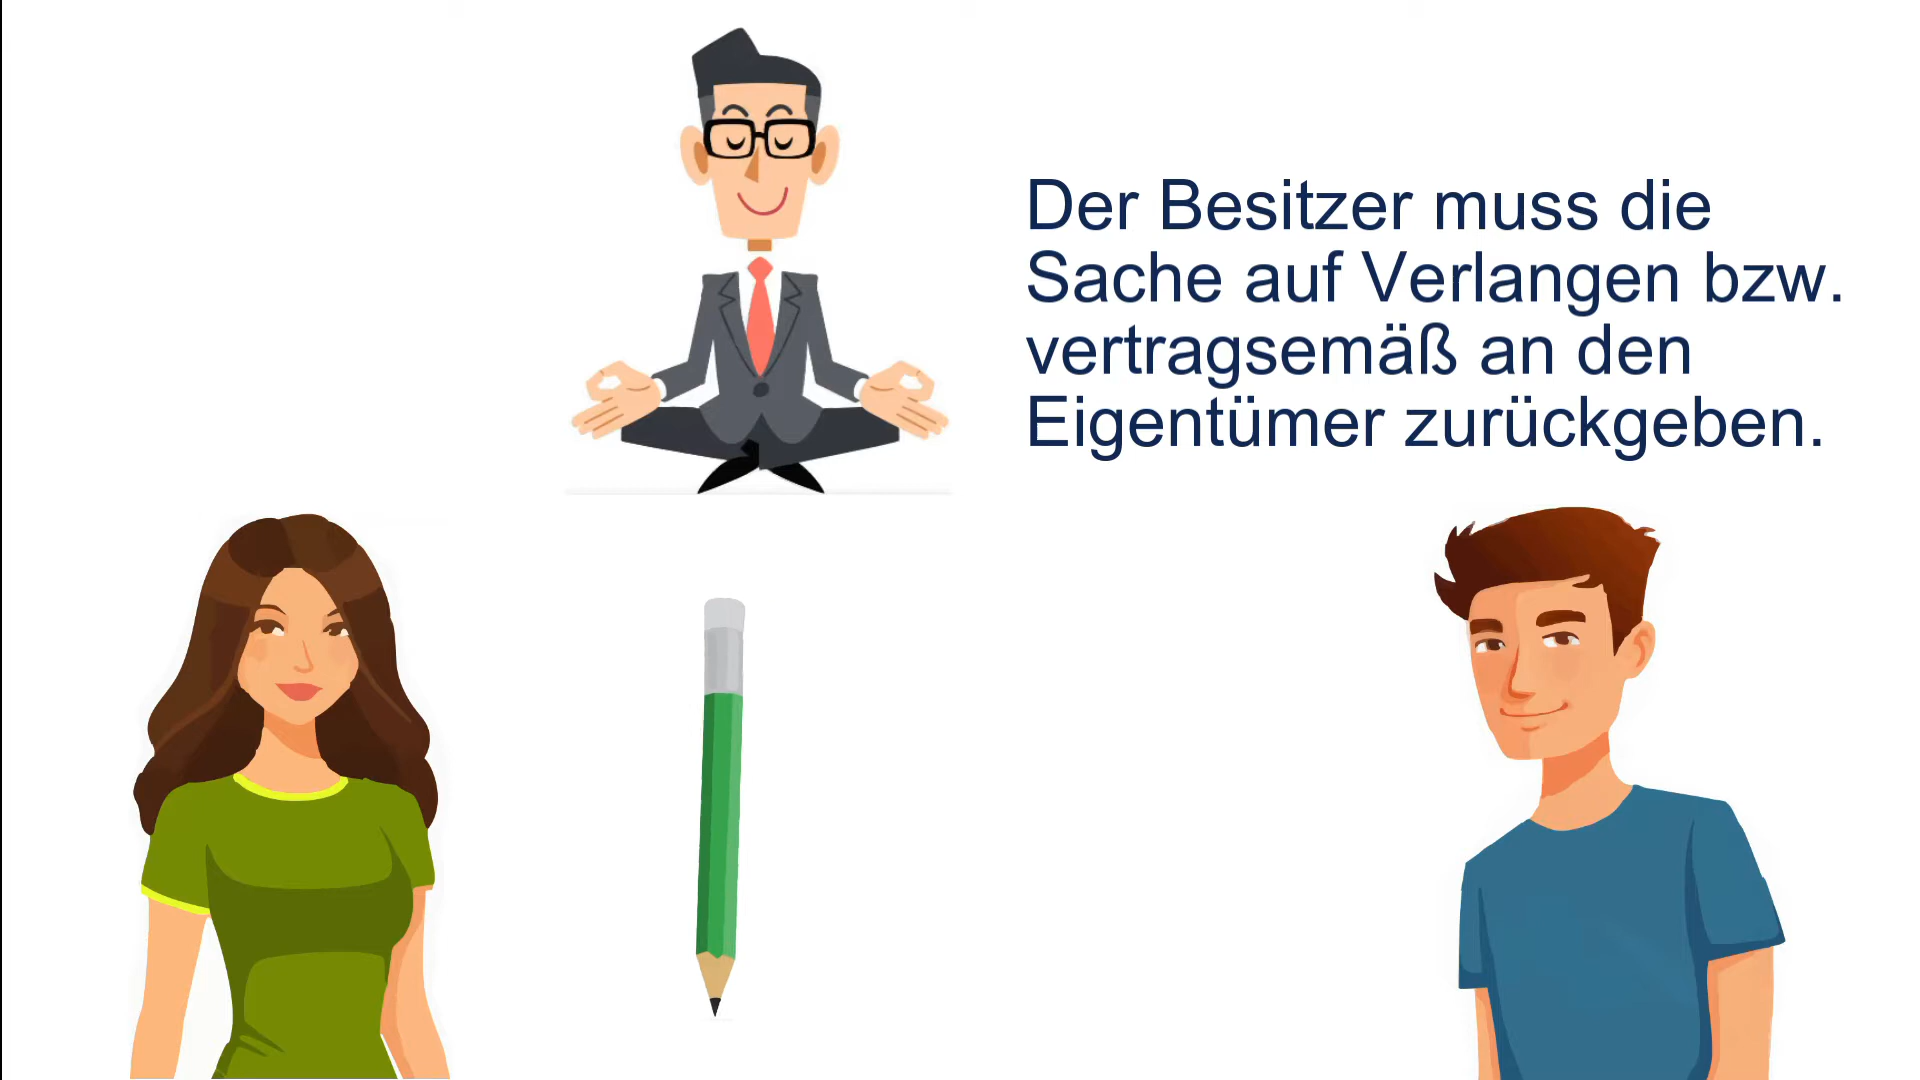 Der Besitzer muss die
Sache auf Verlangen bzw.
vertragsemäß an den
Eigentümer zurückgeben.